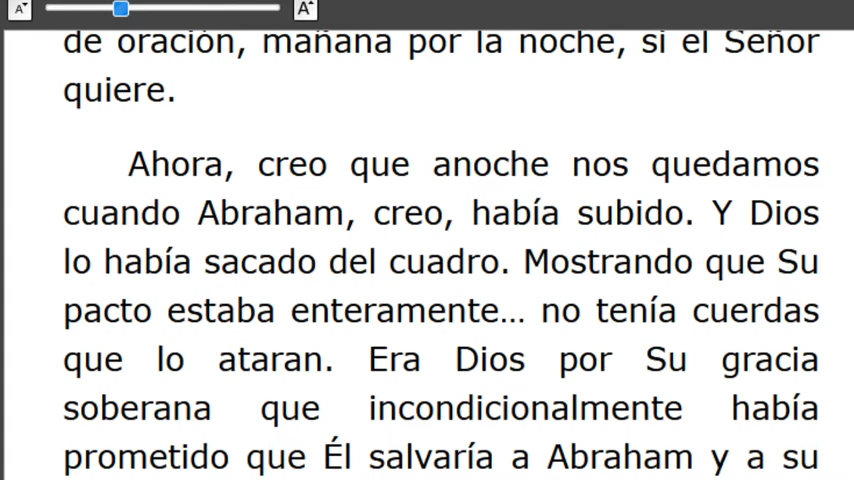 A A
de oración, mañana por la noche, si el Señor
quiere.
Ahora, creo que anoche nos quedamos
cuando Abraham, creo, había subido. Y Dios
lo había sacado del cuadro. Mostrando que Su
pacto estaba enteramente… no tenía cuerdas
que lo ataran. Era Dios por Su gracia
soberana que incondicionalmente había
prometido que Él salvaría a Abraham y a su